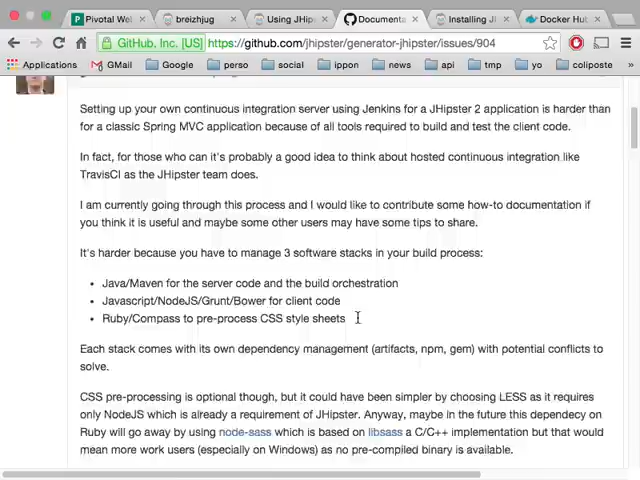 Pivotal We
breizhjug
Using JHip
Documenta
Installing J
Docker Hub
GitHub, Inc. [US]
https://github.com/jhipster/generator-jhipster/issues/904
Applications
GMail
Google
perso
social
ippon
news
api
tmp
yo
coliposte
Setting up your own continuous integration server using Jenkins for a JHipster 2 application is harder than
for a classic Spring MVC application because of all tools required to build and test the client code.
In fact, for those who can it's probably a good idea to think about hosted continuous integration like
TravisCI as the JHipster team does.
I am currently going through this process and I would like to contribute some how-to documentation if
you think it is useful and maybe some other users may have some tips to share.
It's harder because you have to manage 3 software stacks in your build process:
• Java/Maven for the server code and the build orchestration
• Javascript/NodeJS/Grunt/Bower for client code
• Ruby/Compass to pre-process CSS style sheets
Each stack comes with its own dependency management (artifacts, npm, gem) with potential conflicts to
solve.
CSS pre-processing is optional though, but it could have been simpler by choosing LESS as it requires
only NodeJS which is already a requirement of JHipster. Anyway, maybe in the future this dependecy on
Ruby will go away by using node-sass which is based on libsass a C/C++ implementation but that would
mean more work users (especially on Windows) as no pre-compiled binary is available.